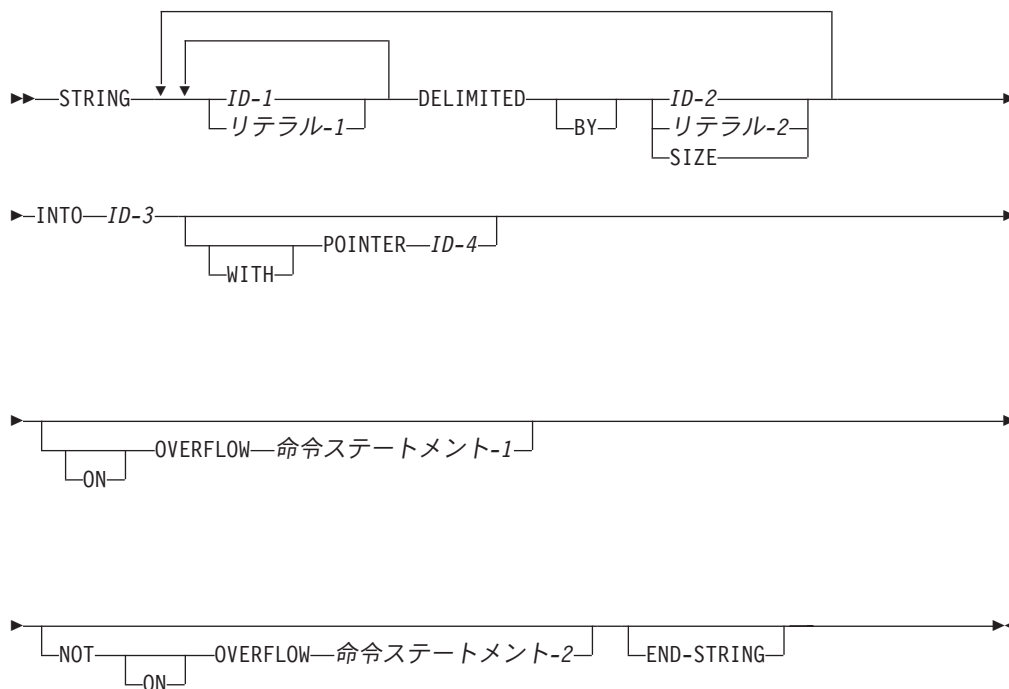 STRING ID-1 DELIMITED ID-2
リテラル-1 BY リテラル-2
SIZE
INTO ID-3
POINTER ID-4
WITH
OVERFLOW 命令ステートメント-1
ON
NOT OVERFLOW 命令ステートメント-2 END-STRING
ON